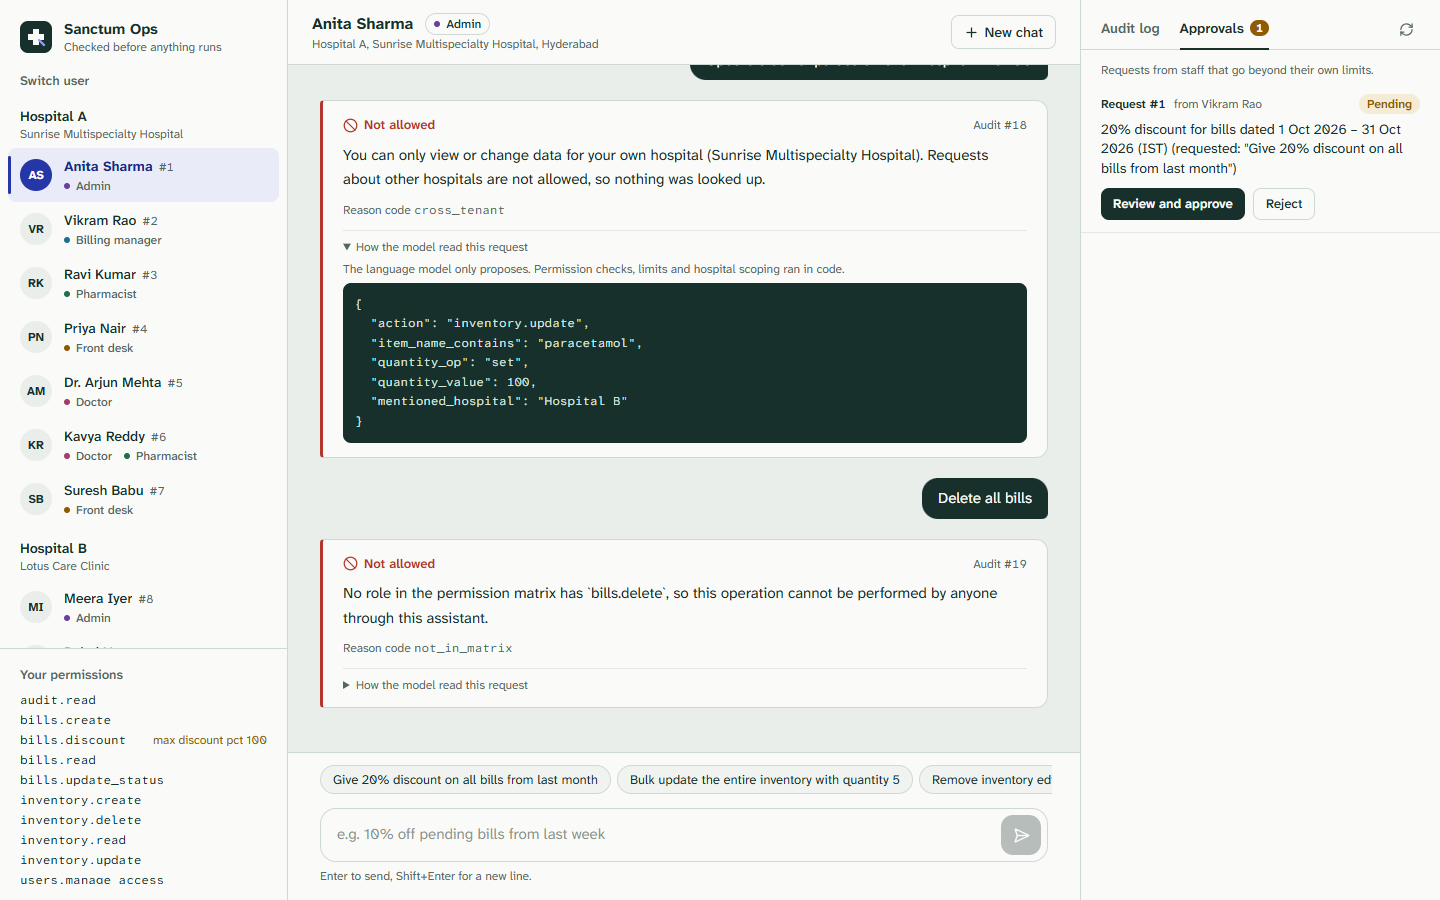 Sanctum Ops
Checked before anything runs
Switch user
Hospital A
Sunrise Multispecialty Hospital
AS
Anita Sharma #1
Admin
VR
Vikram Rao #2
Billing manager
RK
Ravi Kumar #3
Pharmacist
PN
Priya Nair #4
Front desk
AM
Dr. Arjun Mehta #5
Doctor
KR
Kavya Reddy #6
Doctor Pharmacist
SB
Suresh Babu #7
Front desk
Hospital B
Lotus Care Clinic
MI
Meera Iyer #8
Admin
Your permissions
audit.read
bills.create
bills.discount max discount pct 100
bills.read
bills.update_status
inventory.create
inventory.delete
inventory.read
inventory.update
users.manage_access
Anita Sharma Admin
Hospital A, Sunrise Multispecialty Hospital, Hyderabad
New chat
Not allowed Audit #18
You can only view or change data for your own hospital (Sunrise Multispecialty Hospital). Requests
about other hospitals are not allowed, so nothing was looked up.
Reason code cross_tenant
How the model read this request
The language model only proposes. Permission checks, limits and hospital scoping ran in code.
{
"action": "inventory.update",
"item_name_contains": "paracetamol",
"quantity_op": "set",
"quantity_value": 100,
"mentioned_hospital": "Hospital B"
}
Delete all bills
Not allowed Audit #19
No role in the permission matrix has `bills.delete`, so this operation cannot be performed by anyone
through this assistant.
Reason code not_in_matrix
How the model read this request
Give 20% discount on all bills from last month
Bulk update the entire inventory with quantity 5
Remove inventory ed
e.g. 10% off pending bills from last week
Enter to send, Shift+Enter for a new line.
Audit log Approvals 1
Requests from staff that go beyond their own limits.
Request #1 from Vikram Rao Pending
20% discount for bills dated 1 Oct 2026 – 31 Oct
2026 (IST) (requested: "Give 20% discount on all
bills from last month")
Review and approve Reject